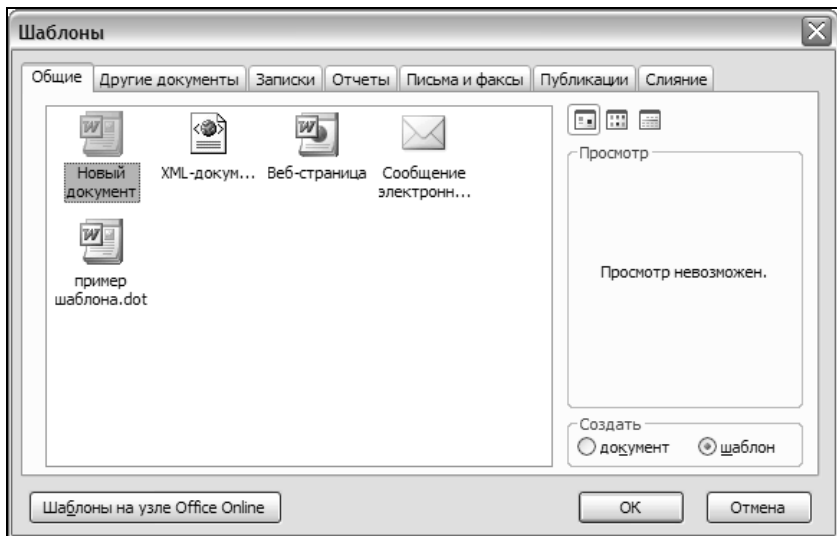 Шаблоны
Общие Другие документы Записки Отчеты Письма и факсы Публикации Слияние
Новый документ
XML-докум...
Веб-страница
Сообщение электронн...
пример шаблона.dot
Просмотр
Просмотр невозможен.
Создать
документ шаблон
Шаблоны на узле Office Online
ОК Отмена